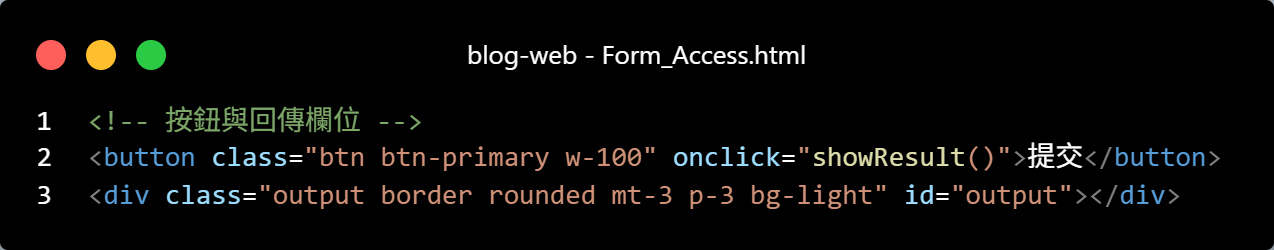 blog-web - Form_Access.html
1 <!-- 按鈕與回傳欄位 -->
2 <button class="btn btn-primary w-100" onclick="showResult()">提交</button>
3 <div class="output border rounded mt-3 p-3 bg-light" id="output"></div>